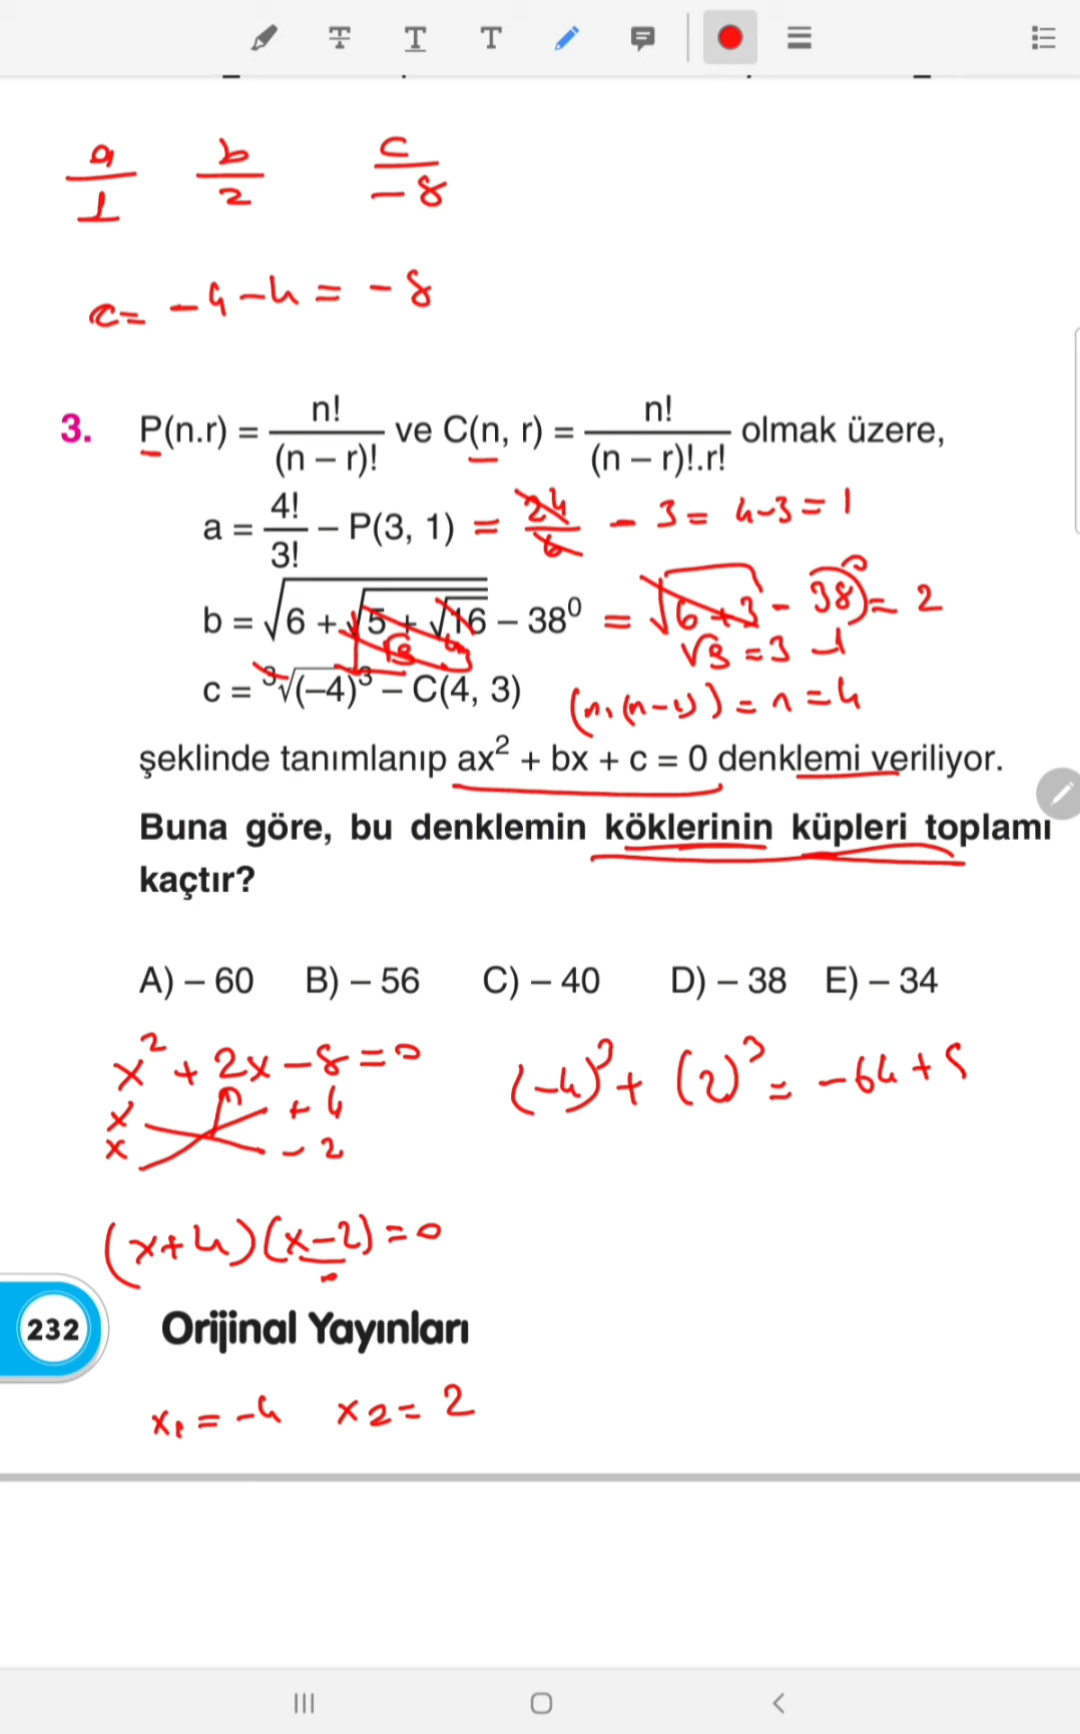 a/1 b/2 c/-8
c = -4 -4 = -8
3. P(n.r) = n!/(n – r)! ve C(n, r) = n!/(n – r)!.r! olmak üzere,
a = 4!/3! – P(3, 1) = 24/6 - 3 = 4-3 = 1
b = √(6 + √(5 + √16)) – 38⁰ = √(6+3) - 38⁰ = 2
√9 = 3 -1
c = ³√(–4)³ – C(4, 3) (n, (n-1)) = n = 4
şeklinde tanımlanıp ax² + bx + c = 0 denklemi veriliyor.
Buna göre, bu denklemin köklerinin küpleri toplamı
kaçtır?
A) – 60 B) – 56 C) – 40 D) – 38 E) – 34
x² + 2x - 8 = 0 (-4)³ + (2)³ = -64 + 8
x + 4
x - 2
(x+4)(x-2) = 0
232 Orijinal Yayınları
x₁ = -4 x₂ = 2